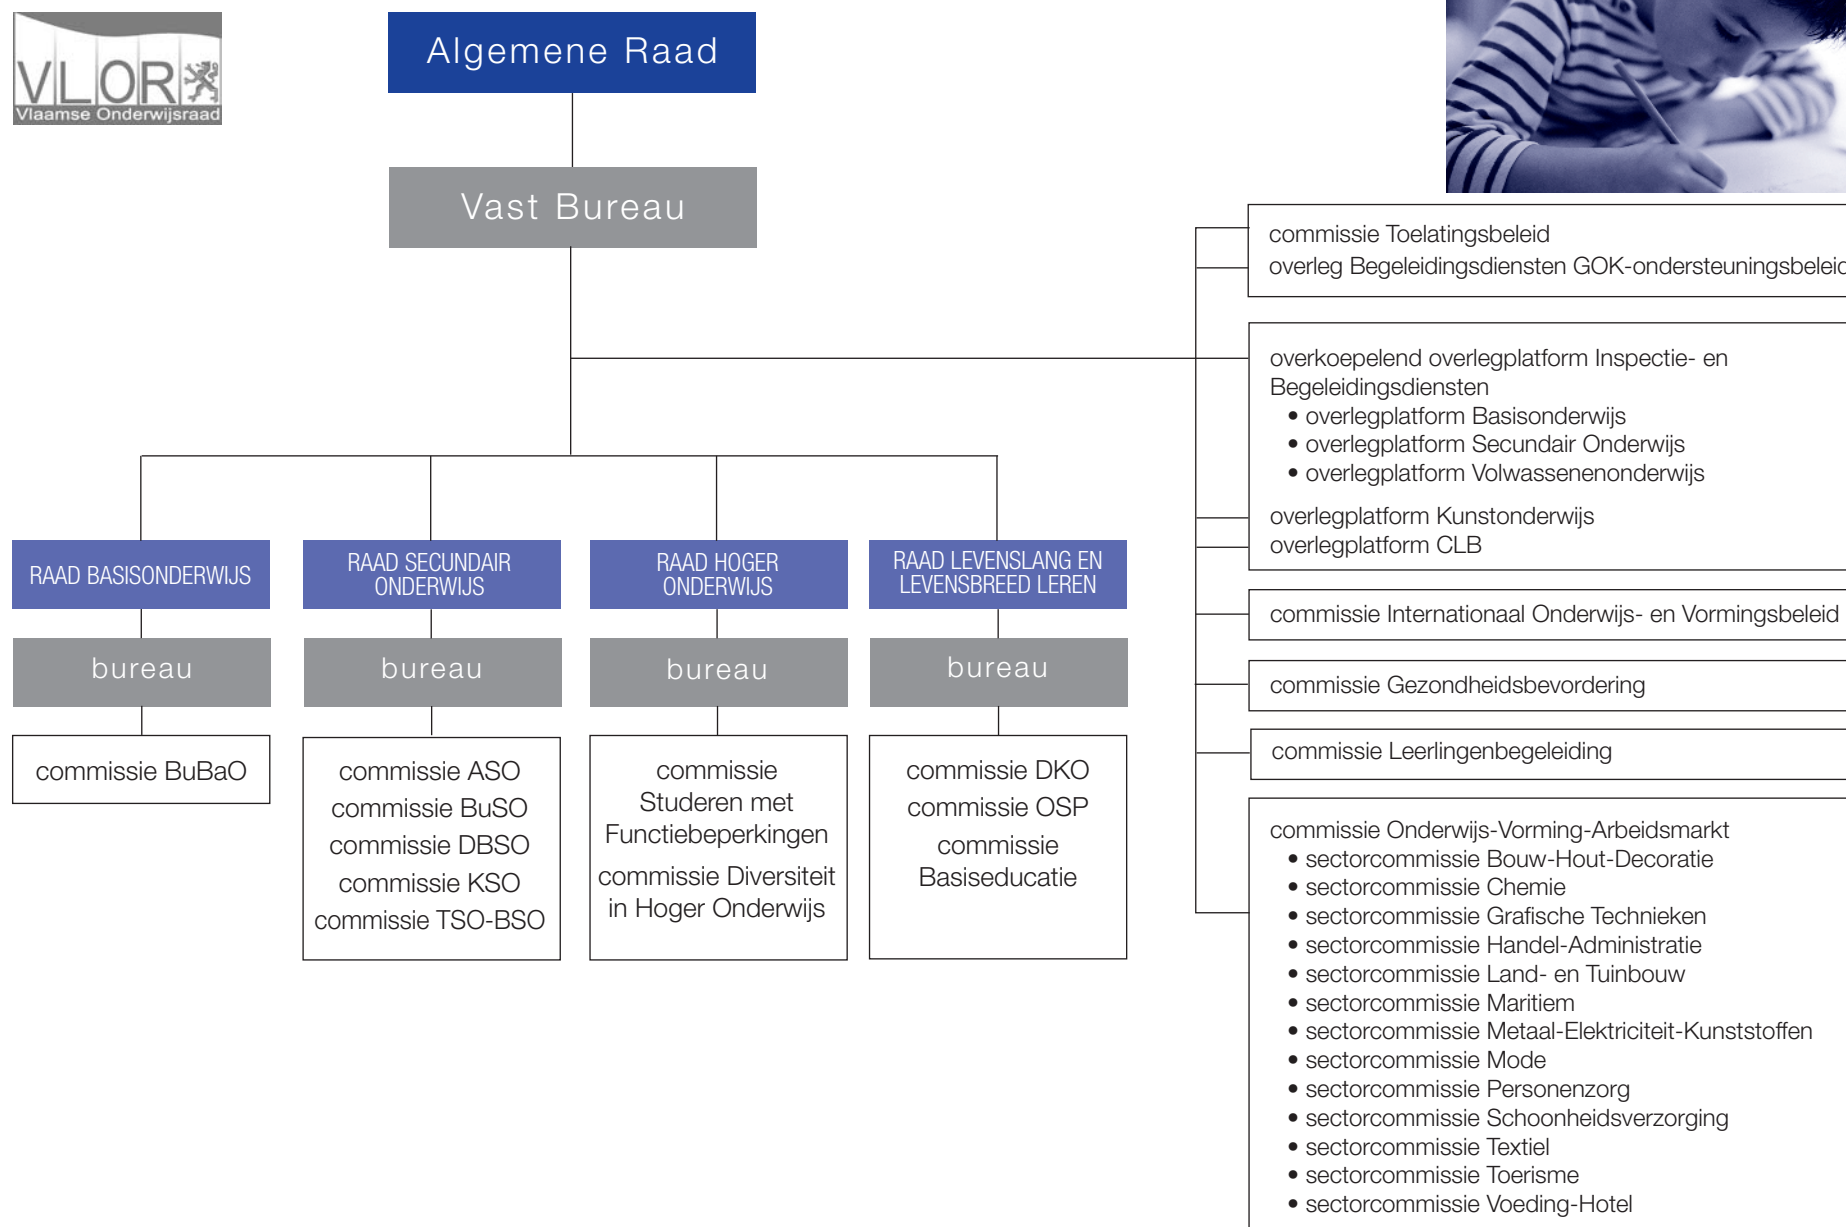 VLOR
Vlaamse Onderwijsraad
Algemene Raad
Vast Bureau
RAAD BASISONDERWIJS
bureau
commissie BuBaO
RAAD SECUNDAIR
ONDERWIJS
bureau
commissie ASO
commissie BuSO
commissie DBSO
commissie KSO
commissie TSO-BSO
RAAD HOGER
ONDERWIJS
bureau
commissie
Studeren met
Functiebeperkingen
commissie Diversiteit
in Hoger Onderwijs
RAAD LEVENSLANG EN
LEVENSBREED LEREN
bureau
commissie DKO
commissie OSP
commissie
Basiseducatie
commissie Toelatingsbeleid
overleg Begeleidingsdiensten GOK-ondersteuningsbeleid
overkoepelend overlegplatform Inspectie- en
Begeleidingsdiensten
• overlegplatform Basisonderwijs
• overlegplatform Secundair Onderwijs
• overlegplatform Volwassenenonderwijs
overlegplatform Kunstonderwijs
overlegplatform CLB
commissie Internationaal Onderwijs- en Vormingsbeleid
commissie Gezondheidsbevordering
commissie Leerlingenbegeleiding
commissie Onderwijs-Vorming-Arbeidsmarkt
• sectorcommissie Bouw-Hout-Decoratie
• sectorcommissie Chemie
• sectorcommissie Grafische Technieken
• sectorcommissie Handel-Administratie
• sectorcommissie Land- en Tuinbouw
• sectorcommissie Maritiem
• sectorcommissie Metaal-Elektriciteit-Kunststoffen
• sectorcommissie Mode
• sectorcommissie Personenzorg
• sectorcommissie Schoonheidsverzorging
• sectorcommissie Textiel
• sectorcommissie Toerisme
• sectorcommissie Voeding-Hotel